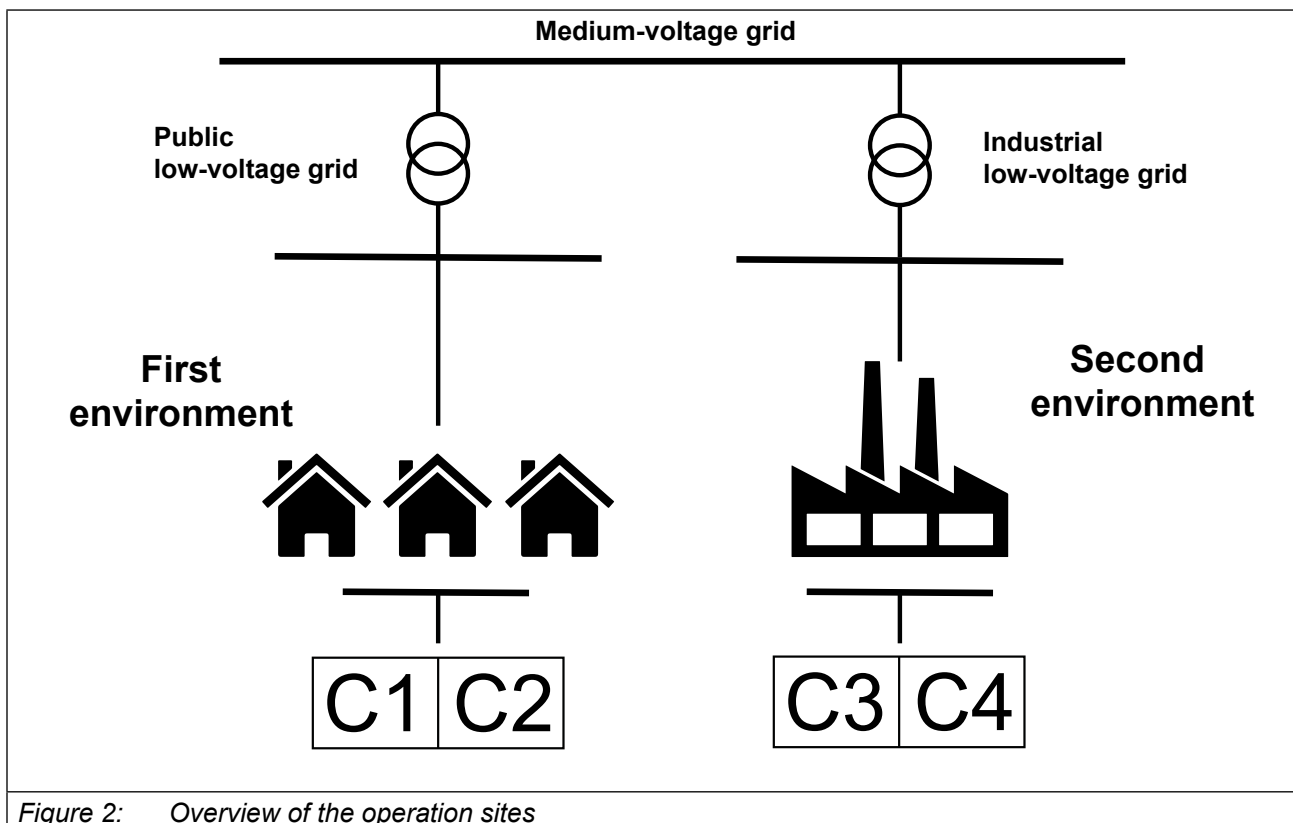 Medium-voltage grid
Public
low-voltage grid
Industrial
low-voltage grid
First
environment
Second
environment
C1 C2
C3 C4
Figure 2: Overview of the operation sites